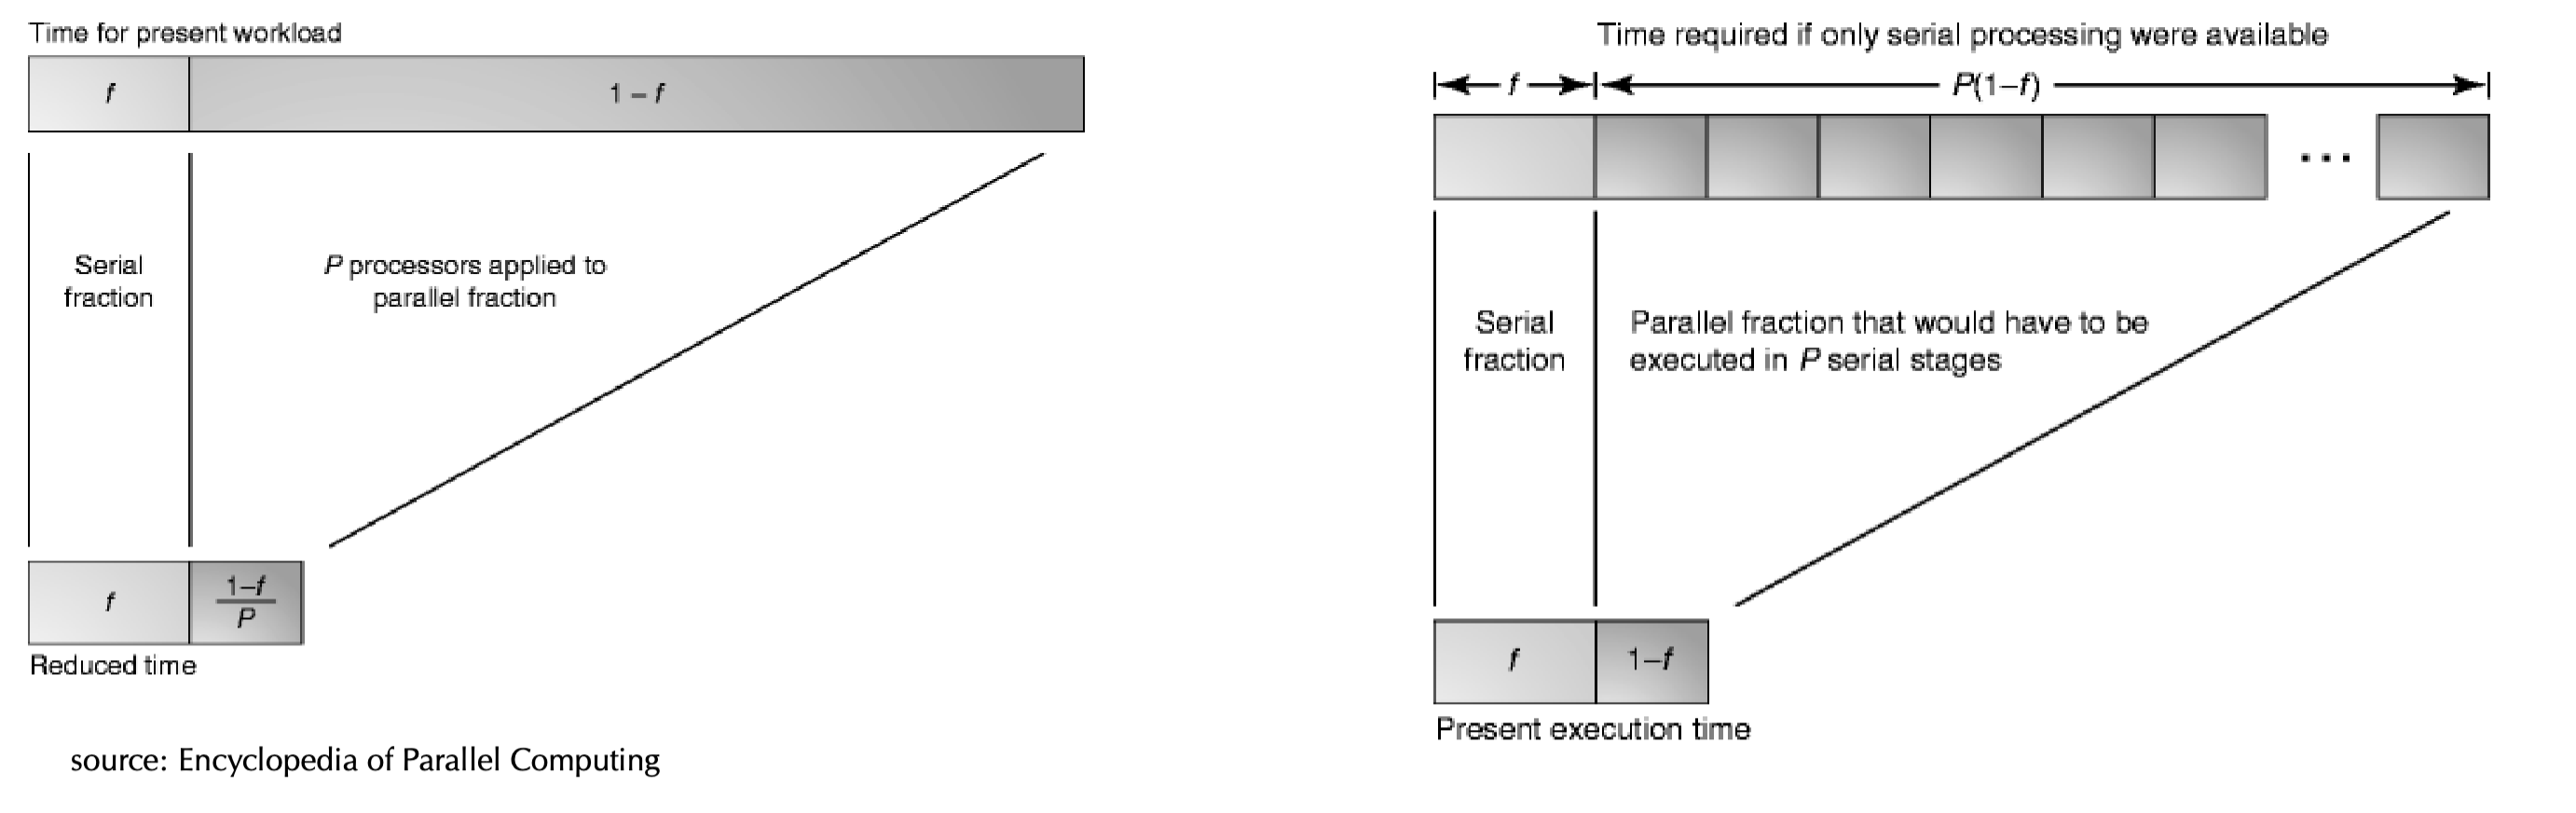 Time for present workload
f
1 – f
Serial
fraction
P processors applied to
parallel fraction
f
1–f
P
Reduced time
source: Encyclopedia of Parallel Computing
Time required if only serial processing were available
f
P(1–f)
...
Serial
fraction
Parallel fraction that would have to be
executed in P serial stages
f
1–f
Present execution time